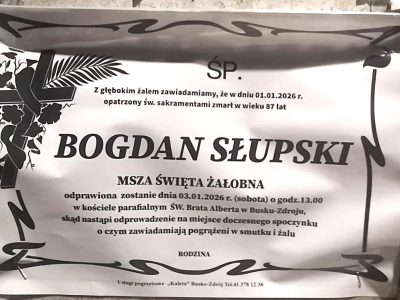 ŚP.
Z głębokim żalem zawiadamiamy, że w dniu 01.01.2026 r.
opatrzony św. sakramentami zmarł w wieku 87 lat
BOGDAN SŁUPSKI
MSZA ŚWIĘTA ŻAŁOBNA
odprawiona zostanie dnia 03.01.2026 r. (sobota) o godz.13.00
w kościele parafialnym ŚW. Brata Alberta w Busku-Zdroju,
skąd nastąpi odprowadzenie na miejsce doczesnego spoczynku
o czym zawiadamiają pogrążeni w smutku i żalu
RODZINA
Usługi pogrzebowe „Kaleta" Busko-Zdrój Tel.41 378 12 38